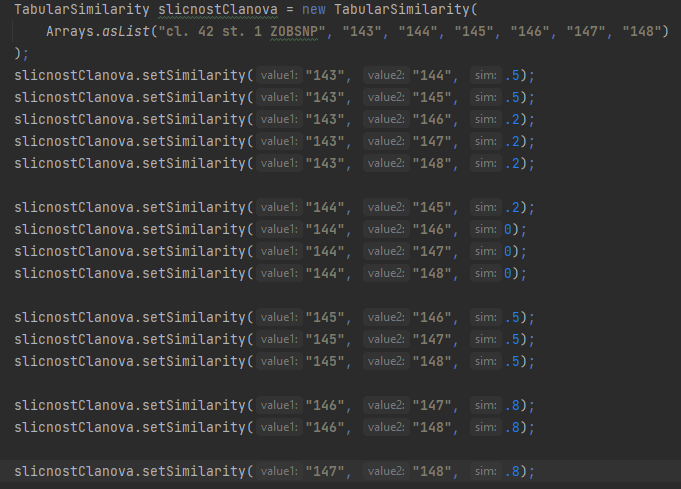 TabularSimilarity slicnostClanova = new TabularSimilarity(
Arrays.asList("cl. 42 st. 1 ZOBSNP", "143", "144", "145", "146", "147", "148")
);
slicnostClanova.setSimilarity( value1: "143", value2: "144", sim: .5);
slicnostClanova.setSimilarity( value1: "143", value2: "145", sim: .5);
slicnostClanova.setSimilarity( value1: "143", value2: "146", sim: .2);
slicnostClanova.setSimilarity( value1: "143", value2: "147", sim: .2);
slicnostClanova.setSimilarity( value1: "143", value2: "148", sim: .2);
slicnostClanova.setSimilarity( value1: "144", value2: "145", sim: .2);
slicnostClanova.setSimilarity( value1: "144", value2: "146", sim: 0);
slicnostClanova.setSimilarity( value1: "144", value2: "147", sim: 0);
slicnostClanova.setSimilarity( value1: "144", value2: "148", sim: 0);
slicnostClanova.setSimilarity( value1: "145", value2: "146", sim: .5);
slicnostClanova.setSimilarity( value1: "145", value2: "147", sim: .5);
slicnostClanova.setSimilarity( value1: "145", value2: "148", sim: .5);
slicnostClanova.setSimilarity( value1: "146", value2: "147", sim: .8);
slicnostClanova.setSimilarity( value1: "146", value2: "148", sim: .8);
slicnostClanova.setSimilarity( value1: "147", value2: "148", sim: .8);